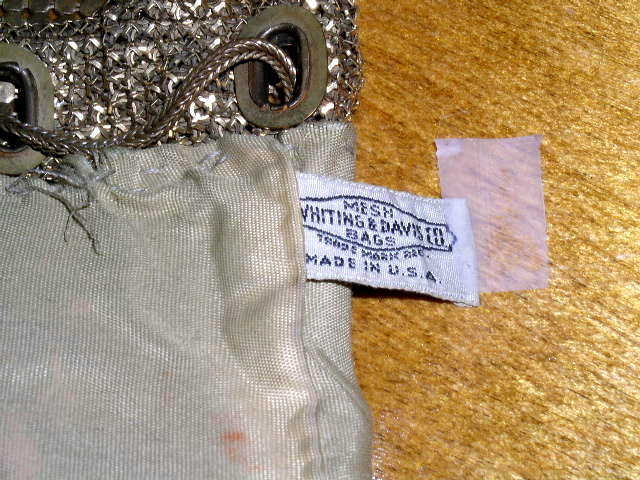 MESH
WHITING & DAVIS CO.
BAGS
TRADE MARK REG.
MADE IN U.S.A.